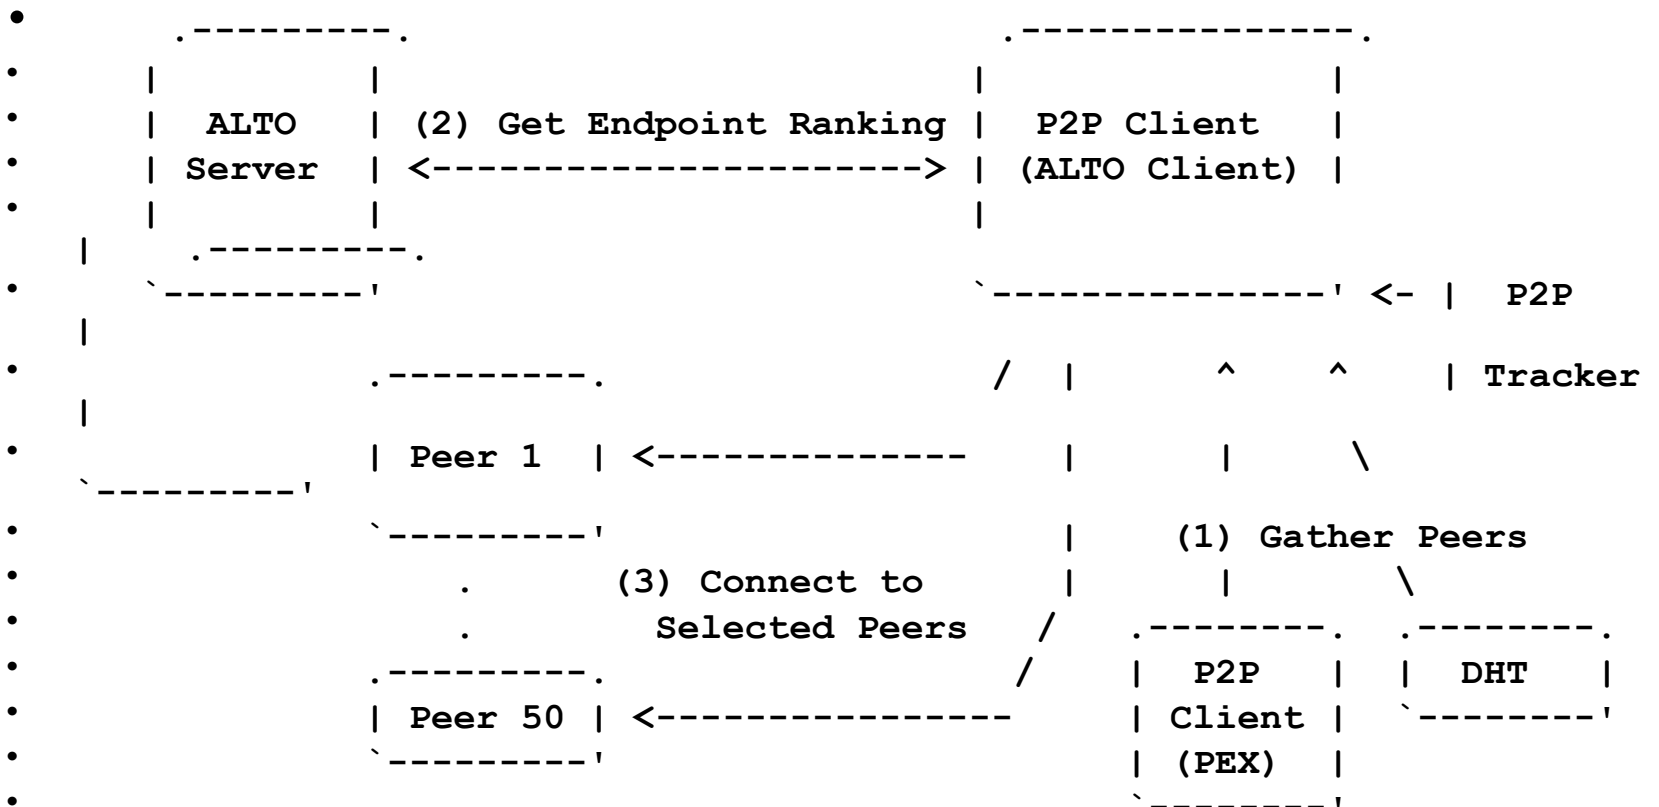 •       .---------.                           .---------------.
•      |         |                           |               |
•      |  ALTO   | (2) Get Endpoint Ranking |  P2P Client   |
•      | Server  | <----------------------> | (ALTO Client) |
•      |         |                           |
   |    .---------.
•      `---------'                           `---------------' <- |  P2P
   |
•                .---------.                 /  |      ^    ^    | Tracker
   |
•                | Peer 1  | <--------------    |      |     \
   `---------'
•                `---------'                    |    (1) Gather Peers
•                    .      (3) Connect to      |      |       \
•                    .        Selected Peers   /   .--------.  .--------.
•                .---------.                  /    |  P2P   |  |  DHT   |
•                | Peer 50 | <----------------     | Client |  `--------'
•                `---------'                       | (PEX)  |
•                                                  `--------'